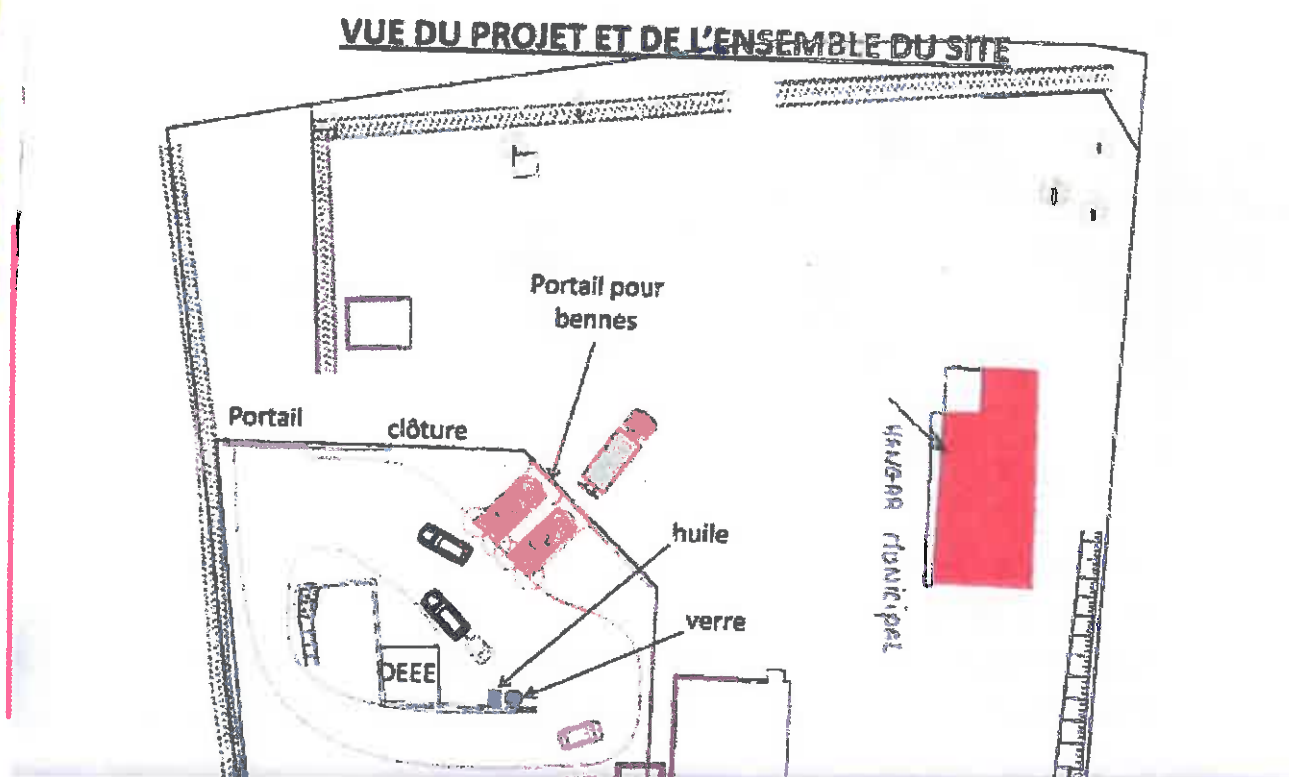 VUE DU PROJET ET DE L'ENSEMBLE DU SITE
Portail pour
bennes
Portail
clôture
huile
verre
DEEE
HANGAR MUNICIPAL